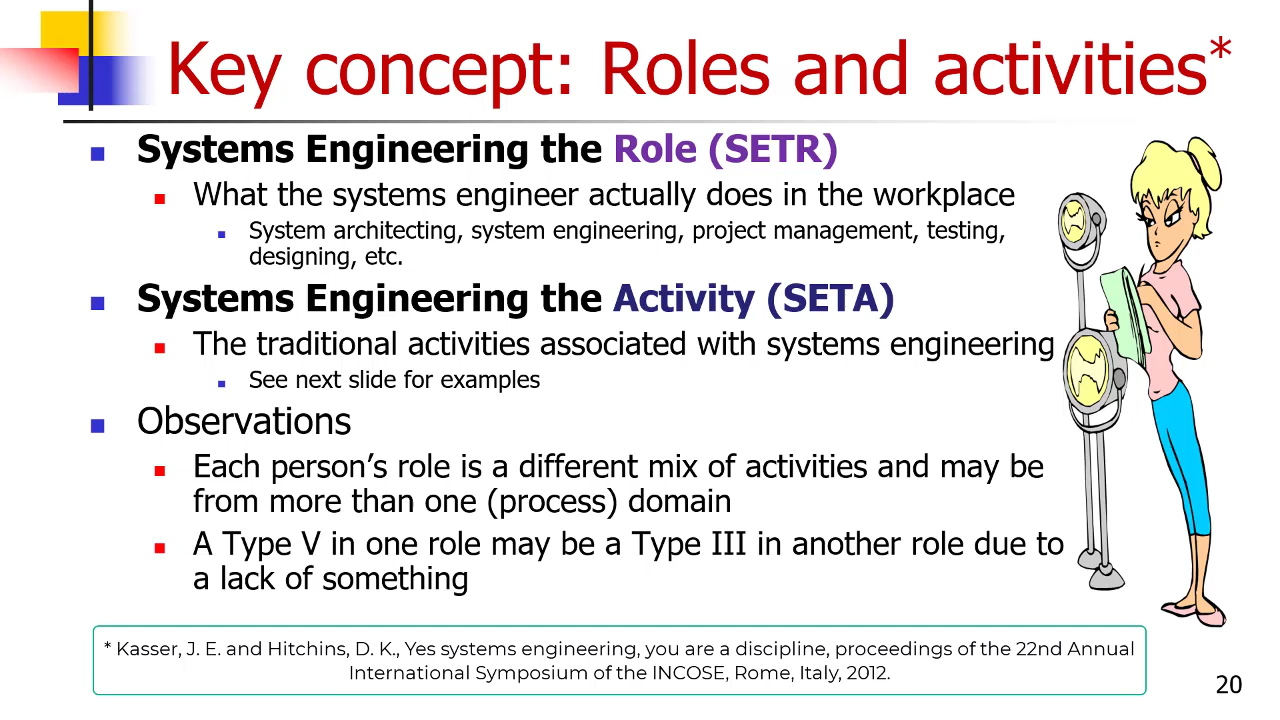 Key concept: Roles and activities*
Systems Engineering the Role (SETR)
What the systems engineer actually does in the workplace
System architecting, system engineering, project management, testing,
designing, etc.
Systems Engineering the Activity (SETA)
The traditional activities associated with systems engineering
See next slide for examples
Observations
Each person’s role is a different mix of activities and may be
from more than one (process) domain
A Type V in one role may be a Type III in another role due to
a lack of something
* Kasser, J. E. and Hitchins, D. K., Yes systems engineering, you are a discipline, proceedings of the 22nd Annual
International Symposium of the INCOSE, Rome, Italy, 2012.
20